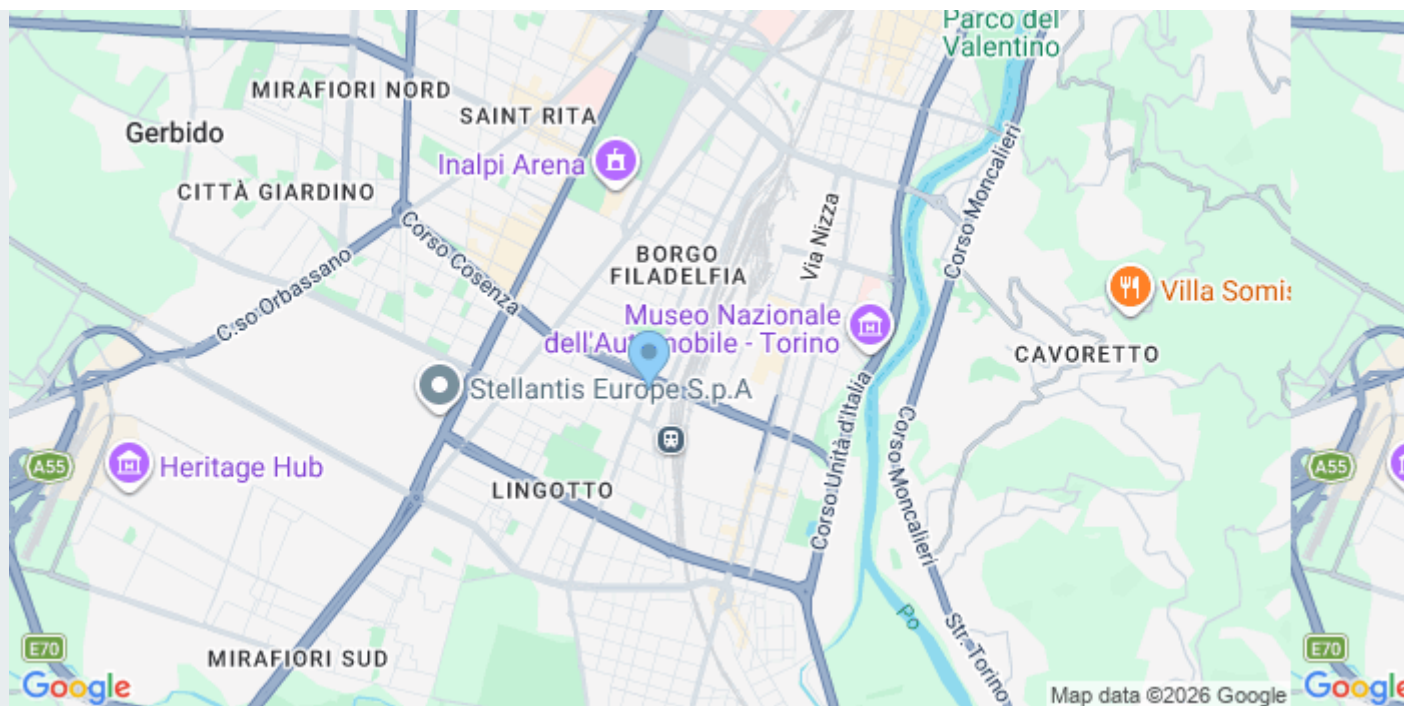 Parco del
Valentino
MIRAFIORI NORD
SAINT RITA
Gerbido
Inalpi Arena
CITTÀ GIARDINO
Corso Moncalieri
Via Nizza
Corso Cosenza
C.so Orbassano
BORGO
FILADELFIA
Villa Somis
Museo Nazionale
dell'Automobile - Torino
CAVORETTO
Stellantis Europe S.p.A
Corso Unità d'Italia
Corso Moncalieri
A55
Heritage Hub
A55
LINGOTTO
Po
Str. Torino
E70
MIRAFIORI SUD
E70
Google
Map data ©2026 Google
Google